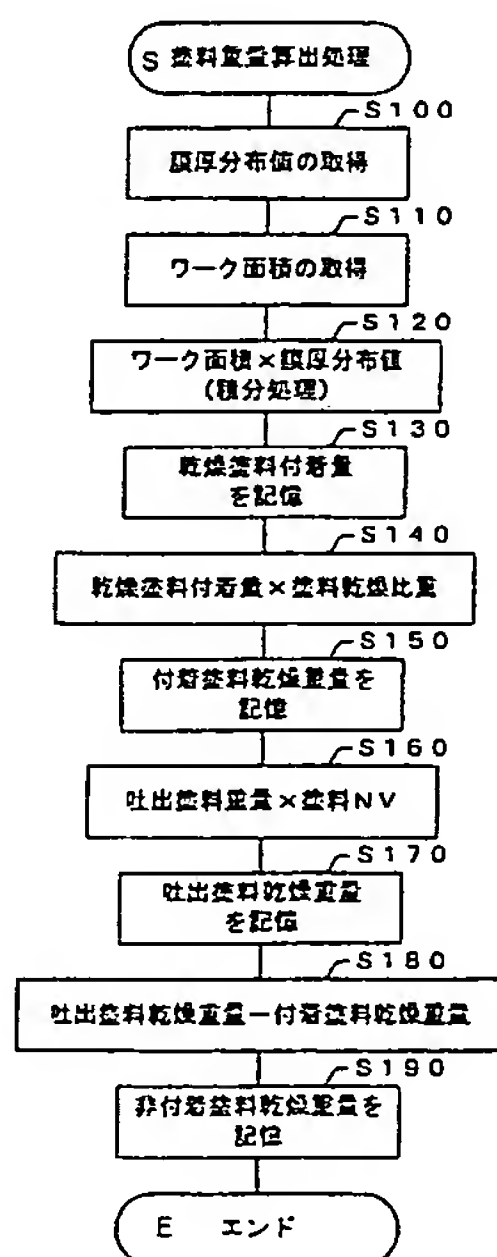 S 塗料重量算出処理
S100
膜厚分布値の取得
S110
ワーク面積の取得
S120
ワーク面積×膜厚分布値
(積分処理)
S130
乾燥塗料付着量
を記憶
S140
乾燥塗料付着量×塗料乾燥比重
S150
付着塗料乾燥重量を
記憶
S160
吐出塗料重量×塗料NV
S170
吐出塗料乾燥重量
を記憶
S180
吐出塗料乾燥重量ー付着塗料乾燥重量
S190
非付着塗料乾燥重量を
記憶
E エンド